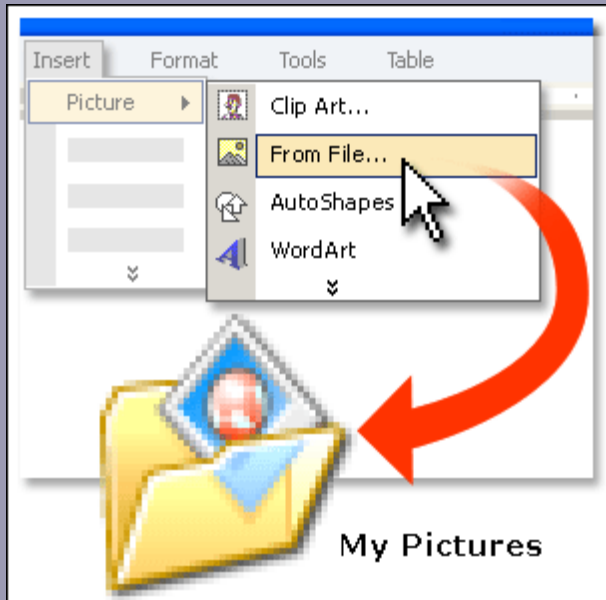 Insert Format Tools Table
Picture
Clip Art...
From File...
AutoShapes
WordArt
My Pictures